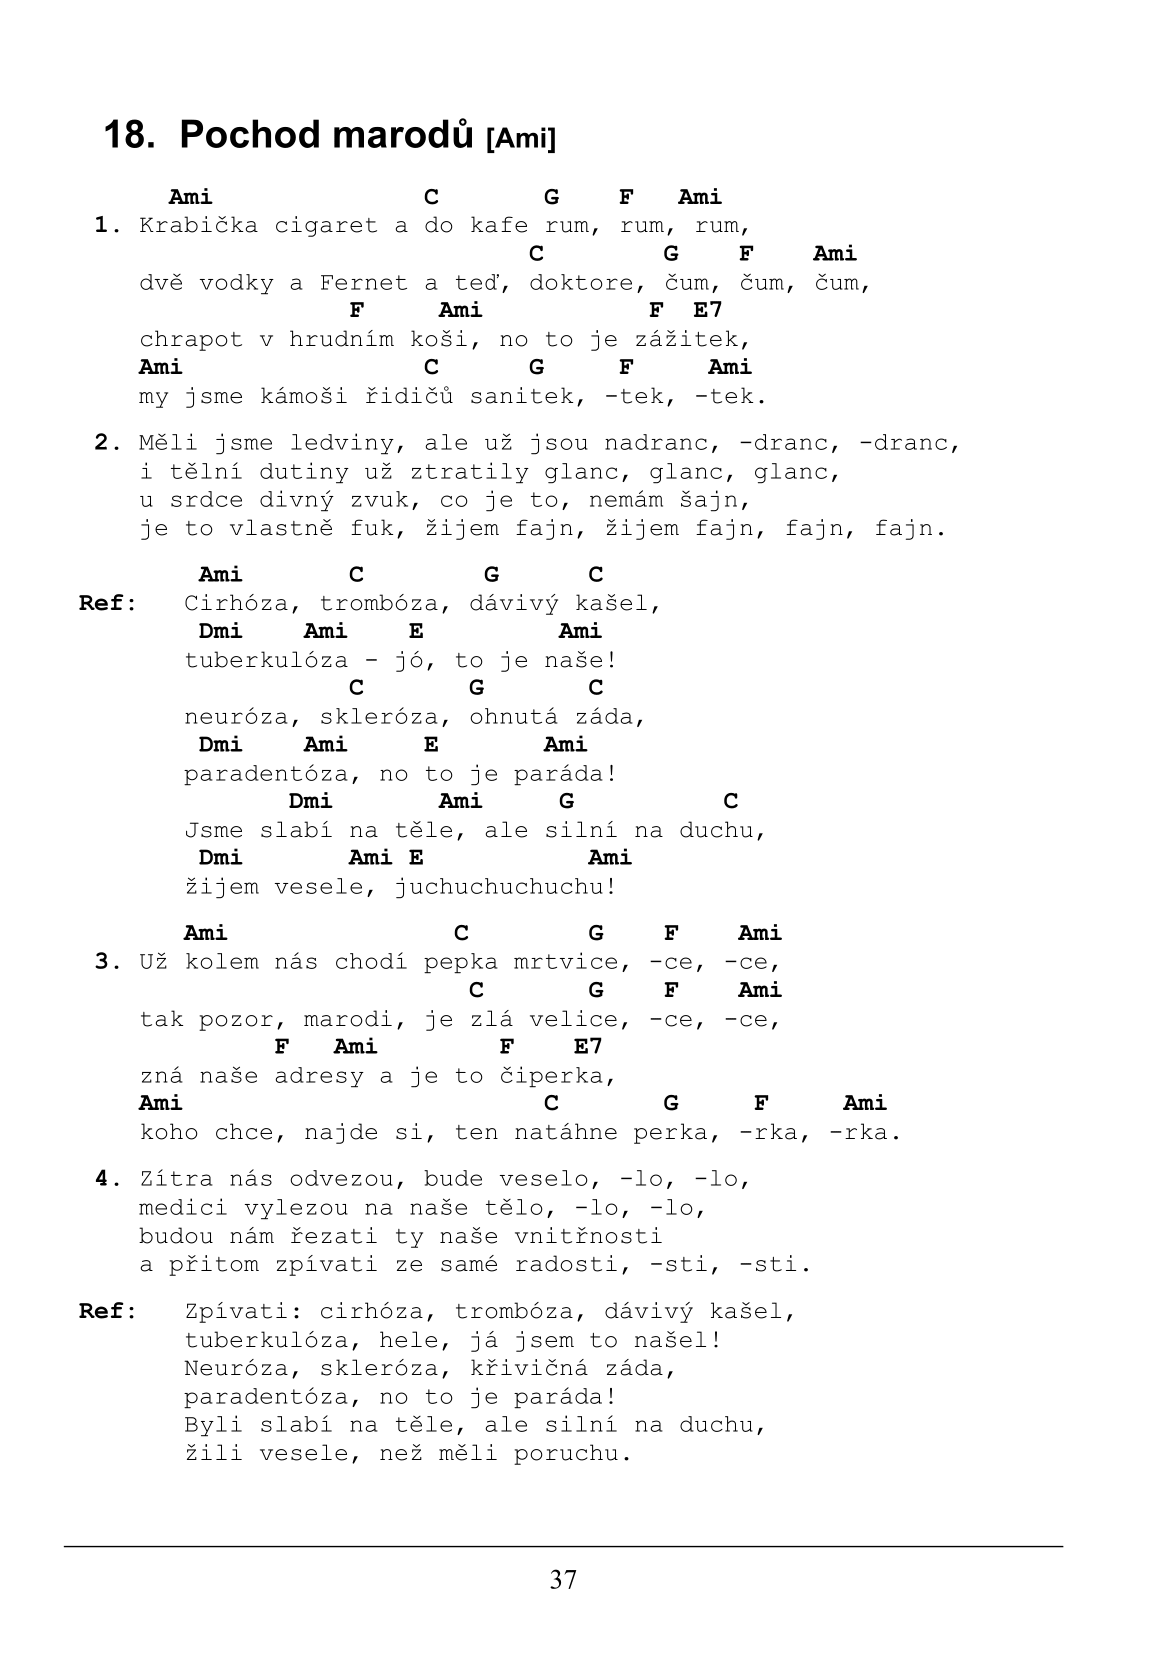 18. Pochod marodů [Ami]
Ami C G F Ami
1. Krabička cigaret a do kafe rum, rum, rum,
C G F Ami
dvě vodky a Fernet a teď, doktore, čum, čum, čum,
F Ami F E7
chrapot v hrudním koši, no to je zážitek,
Ami C G F Ami
my jsme kámoši řidičů sanitek, -tek, -tek.
2. Měli jsme ledviny, ale už jsou nadranc, -dranc, -dranc,
i tělní dutiny už ztratily glanc, glanc, glanc,
u srdce divný zvuk, co je to, nemám šajn,
je to vlastně fuk, žijem fajn, žijem fajn, fajn, fajn.
Ami C G C
Ref: Cirhóza, trombóza, dávivý kašel,
Dmi Ami E Ami
tuberkulóza - jó, to je naše!
C G C
neuróza, skleróza, ohnutá záda,
Dmi Ami E Ami
paradentóza, no to je paráda!
Dmi Ami G C
Jsme slabí na těle, ale silní na duchu,
Dmi Ami E Ami
žijem vesele, juchuchuchuchu!
Ami C G F Ami
3. Už kolem nás chodí pepka mrtvice, -ce, -ce,
C G F Ami
tak pozor, marodi, je zlá velice, -ce, -ce,
F Ami F E7
zná naše adresy a je to čiperka,
Ami C G F Ami
koho chce, najde si, ten natáhne perka, -rka, -rka.
4. Zítra nás odvezou, bude veselo, -lo, -lo,
medici vylezou na naše tělo, -lo, -lo,
budou nám řezati ty naše vnitřnosti
a přitom zpívati ze samé radosti, -sti, -sti.
Ref: Zpívati: cirhóza, trombóza, dávivý kašel,
tuberkulóza, hele, já jsem to našel!
Neuróza, skleróza, křivičná záda,
paradentóza, no to je paráda!
Byli slabí na těle, ale silní na duchu,
žili vesele, než měli poruchu.
37